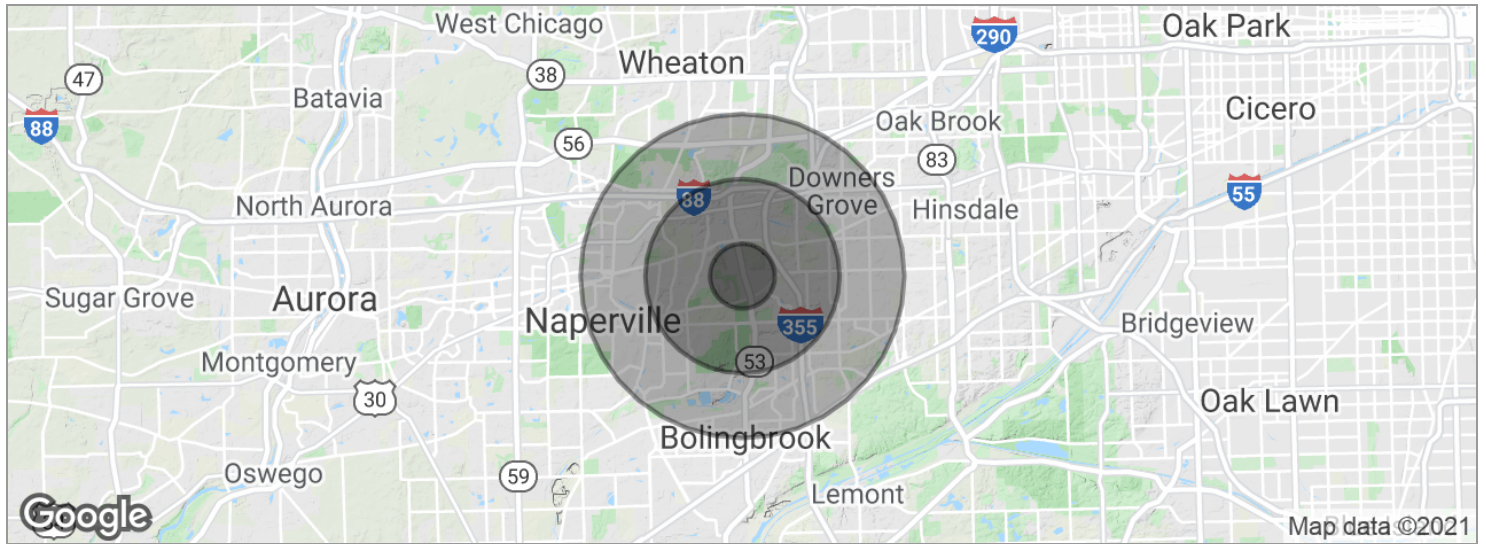 West Chicago
Oak Park
290
Wheaton
38
47
Batavia
Cicero
88
Oak Brook
56
83
Downers
Grove
88
55
North Aurora
Hinsdale
Sugar Grove
Aurora
Naperville
355
Bridgeview
Montgomery
53
30
Oak Lawn
Bolingbrook
Oswego
59
Lemont
Google
Map data ©2021